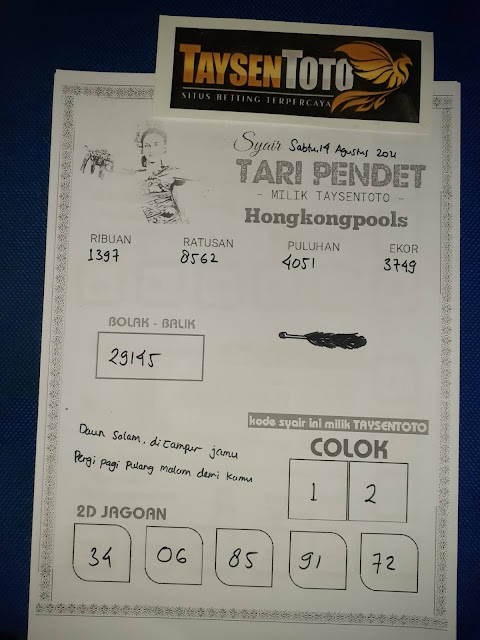 TAYSENTOTO
SITUS BETTING TERPERCAYA
Syair Sabtu, 14 Agustus 2021
TARI PENDET
- MILIK TAYSENTOTO -
Hongkongpools
RIBUAN RATUSAN PULUHAN EKOR
1397 8562 4051 3749
BOLAK - BALIK
29145
kode syair ini milik TAYSENTOTO
Daun Salam, dicampur jamu
Pergi pagi pulang malam demi kamu
COLOK
1 2
2D JAGOAN
34 06 85 91 72